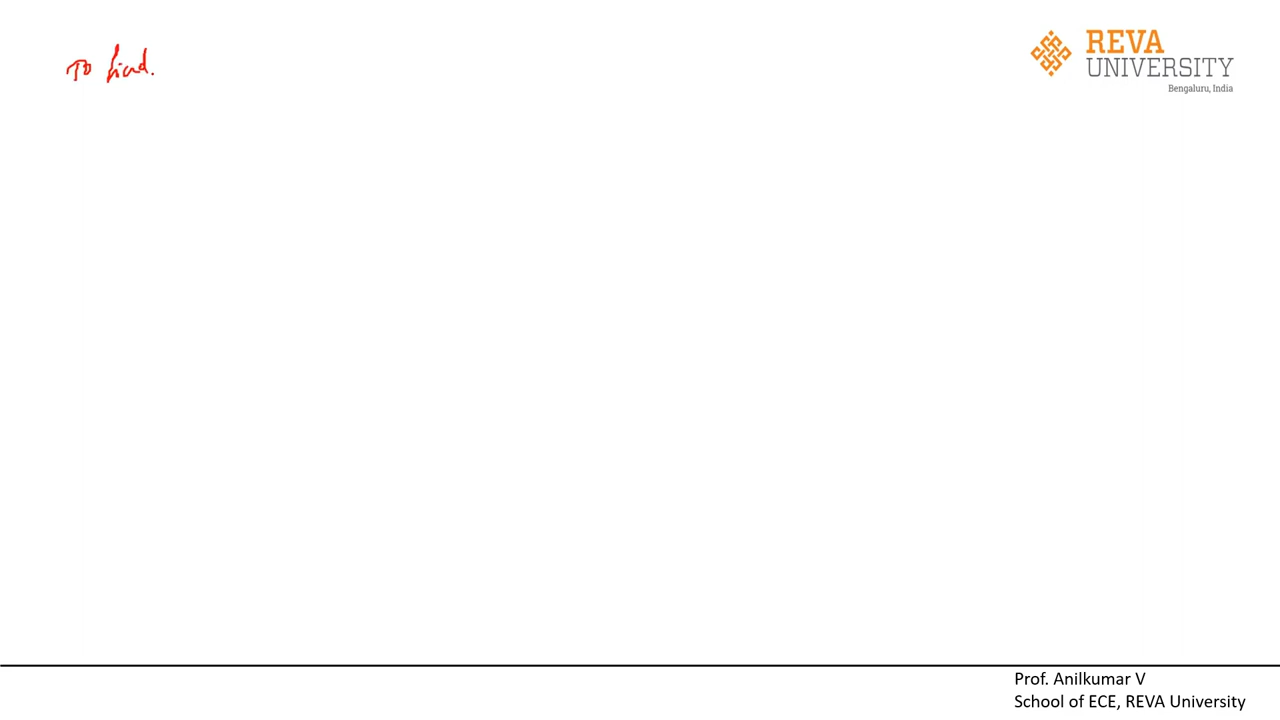 To find.
REVA
UNIVERSITY
Bengaluru, India
Prof. Anilkumar V
School of ECE, REVA University